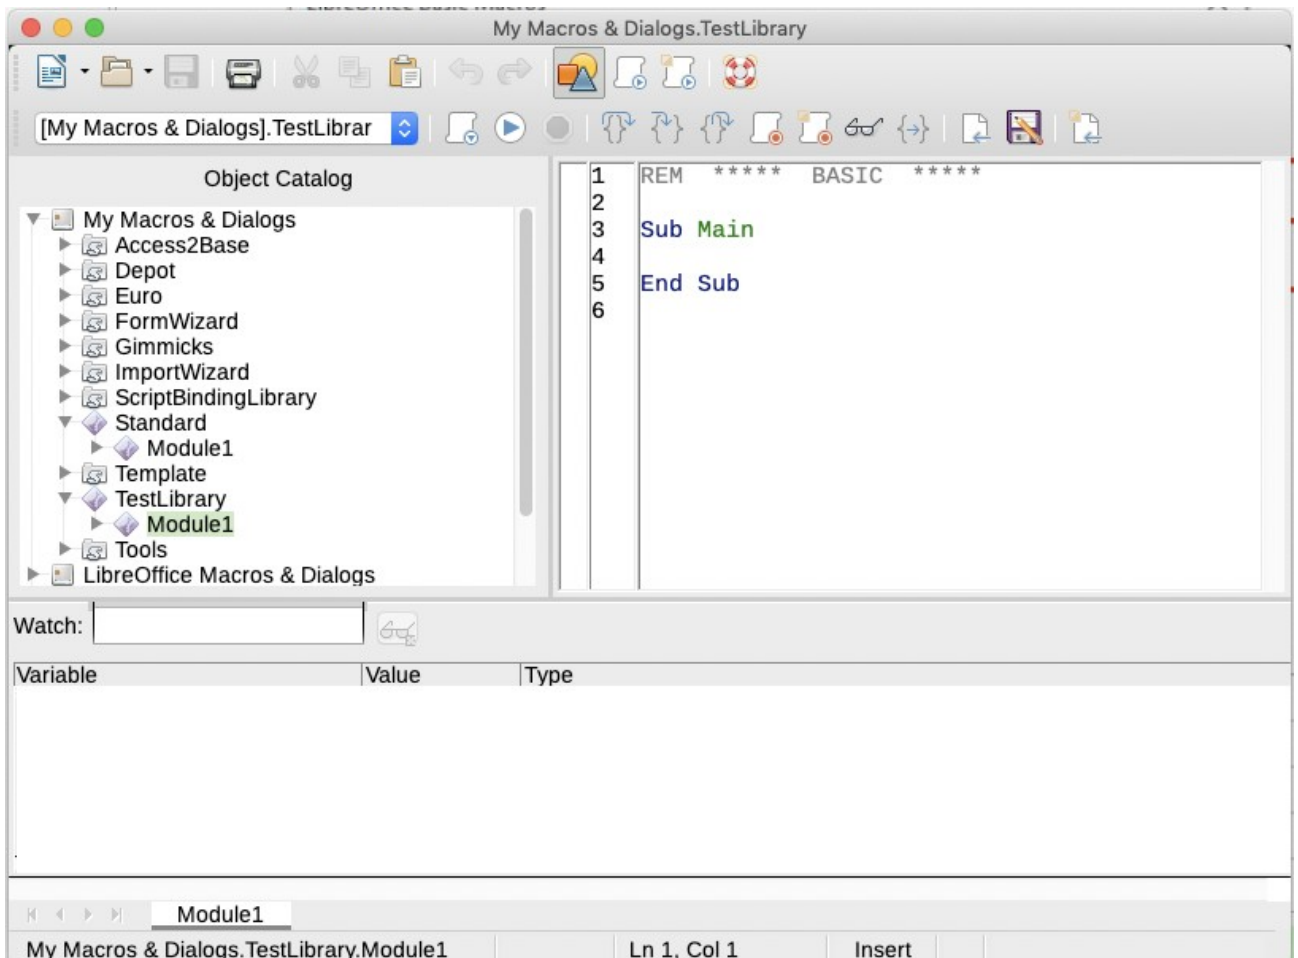 My Macros & Dialogs.TestLibrary
[My Macros & Dialogs].TestLibrar
Object Catalog
My Macros & Dialogs
Access2Base
Depot
Euro
FormWizard
Gimmicks
ImportWizard
ScriptBindingLibrary
Standard
Module1
Template
TestLibrary
Module1
Tools
LibreOffice Macros & Dialogs
1 REM ***** BASIC *****
2
3 Sub Main
4
5 End Sub
6
Watch:
Variable Value Type
Module1
My Macros & Dialogs.TestLibrary.Module1 Ln 1, Col 1 Insert